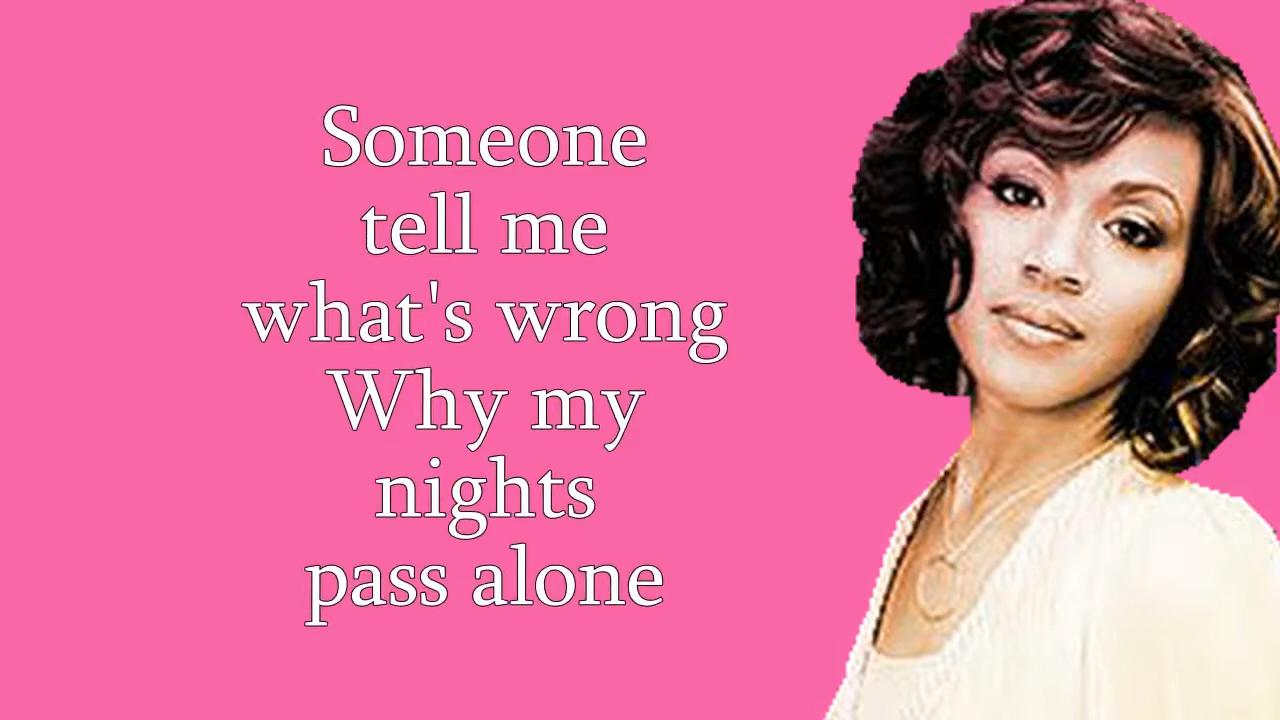 Someone
tell me
what's wrong
Why my
nights
pass alone